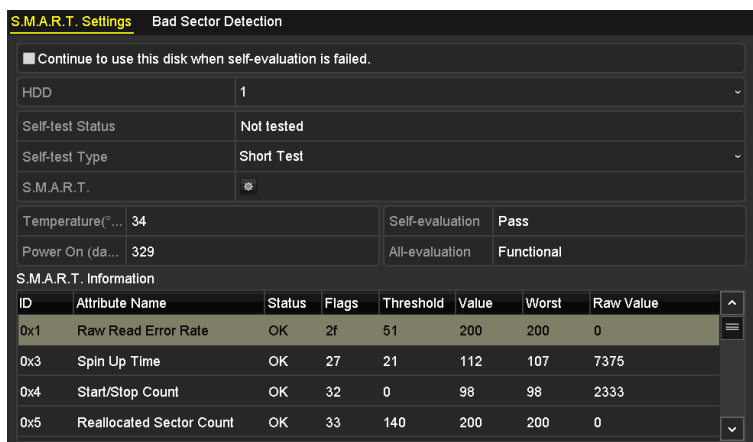 S.M.A.R.T. Settings Bad Sector Detection
Continue to use this disk when self-evaluation is failed.
HDD 1
Self-test Status Not tested
Self-test Type Short Test
S.M.A.R.T.
Temperature(°... 34 Self-evaluation Pass
Power On (da... 329 All-evaluation Functional
S.M.A.R.T. Information
ID Attribute Name Status Flags Threshold Value Worst Raw Value
0x1 Raw Read Error Rate OK 2f 51 200 200 0
0x3 Spin Up Time OK 27 21 112 107 7375
0x4 Start/Stop Count OK 32 0 98 98 2333
0x5 Reallocated Sector Count OK 33 140 200 200 0